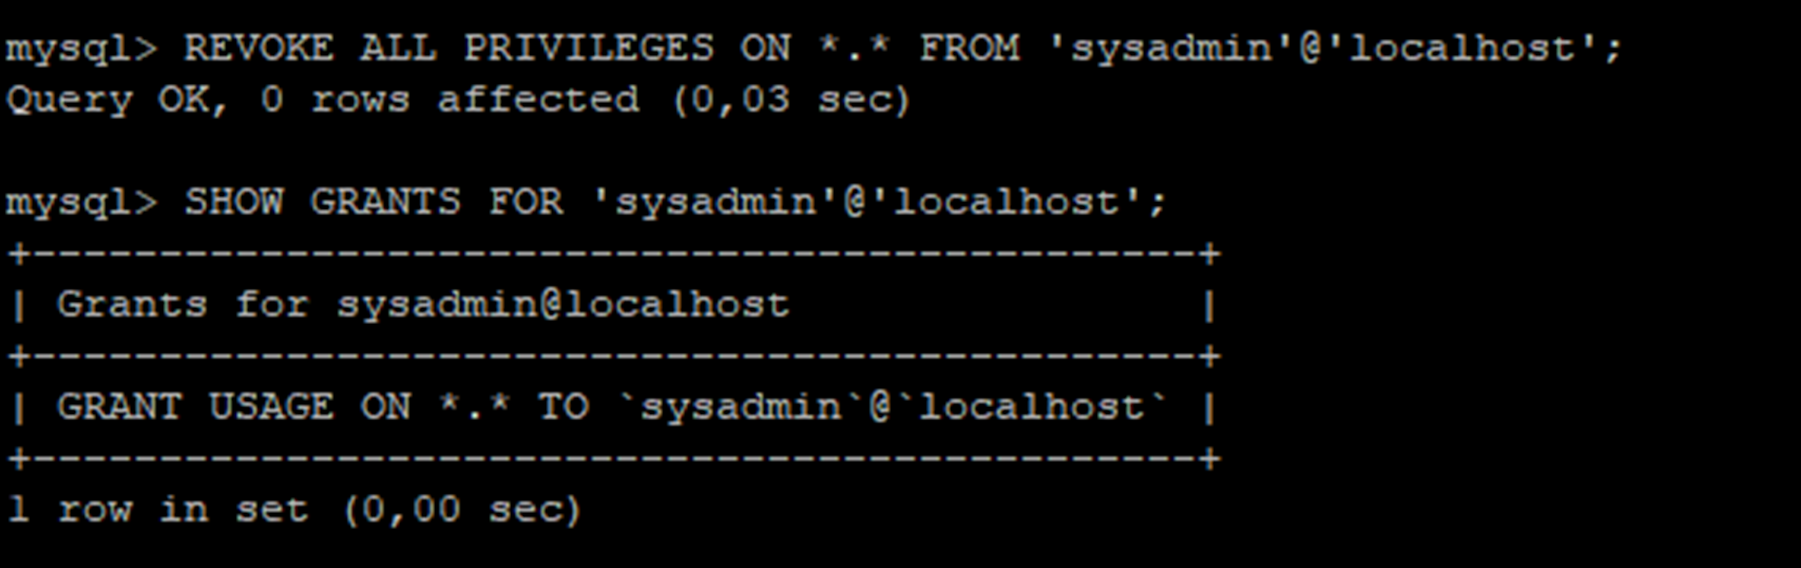 mysql> REVOKE ALL PRIVILEGES ON *.* FROM 'sysadmin'@'localhost';
Query OK, 0 rows affected (0,03 sec)
mysql> SHOW GRANTS FOR 'sysadmin'@'localhost';
+----------------------------------------------+
| Grants for sysadmin@localhost                |
+----------------------------------------------+
| GRANT USAGE ON *.* TO `sysadmin`@`localhost` |
+----------------------------------------------+
1 row in set (0,00 sec)